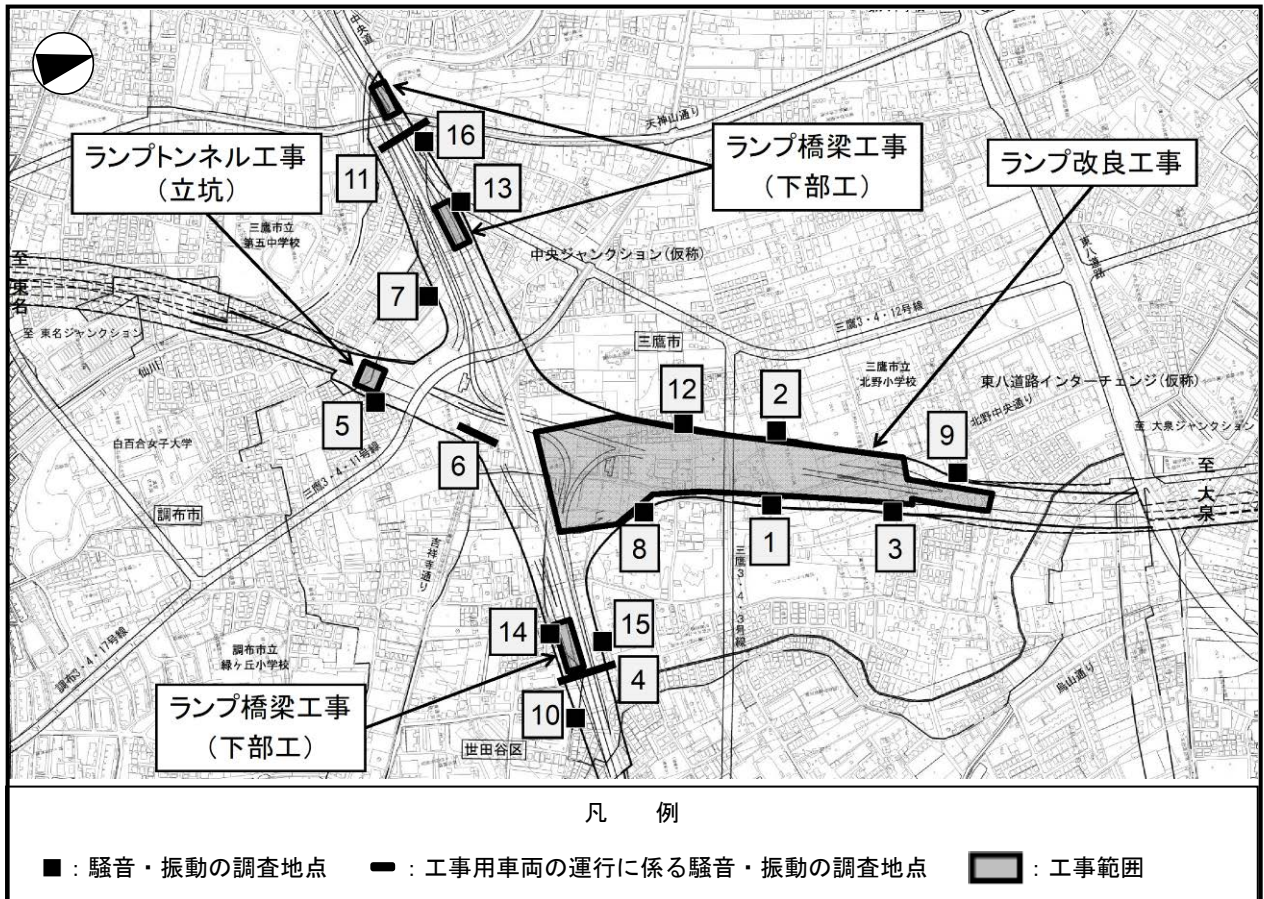 中央道
天神山通り
ランプトンネル工事
(立坑)
11
16
13
ランプ橋梁工事
(下部工)
ランプ改良工事
三鷹市立
第五中学校
中央ジャンクション(仮称)
東八道路
至東名
7
至 東名ジャンクション
仙川
三鷹市
三鷹3・4・12号線
三鷹市立
北野小学校
東八道路インターチェンジ(仮称)
北野中央通り
至 大泉ジャンクション
5
12
2
9
白百合女子大学
三鷹3・4・11号線
6
至大泉
調布市
吉祥寺通り
8
1
3
三鷹3・4・3号線
14
15
調布市立
緑ヶ丘小学校
調布3・4・17号線
4
烏山通り
ランプ橋梁工事
(下部工)
10
世田谷区
凡 例
■:騒音・振動の調査地点 ━:工事用車両の運行に係る騒音・振動の調査地点 :工事範囲